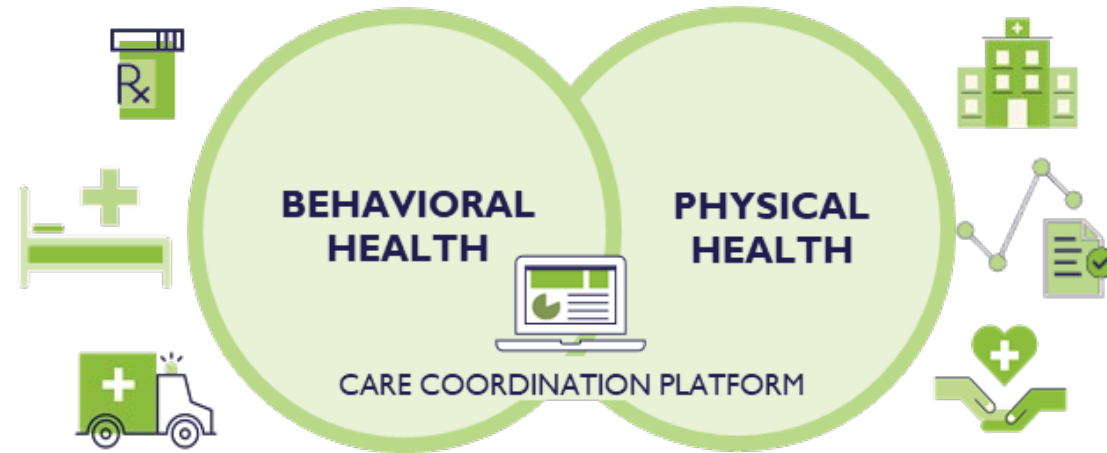 Rx
BEHAVIORAL
HEALTH
PHYSICAL
HEALTH
CARE COORDINATION PLATFORM